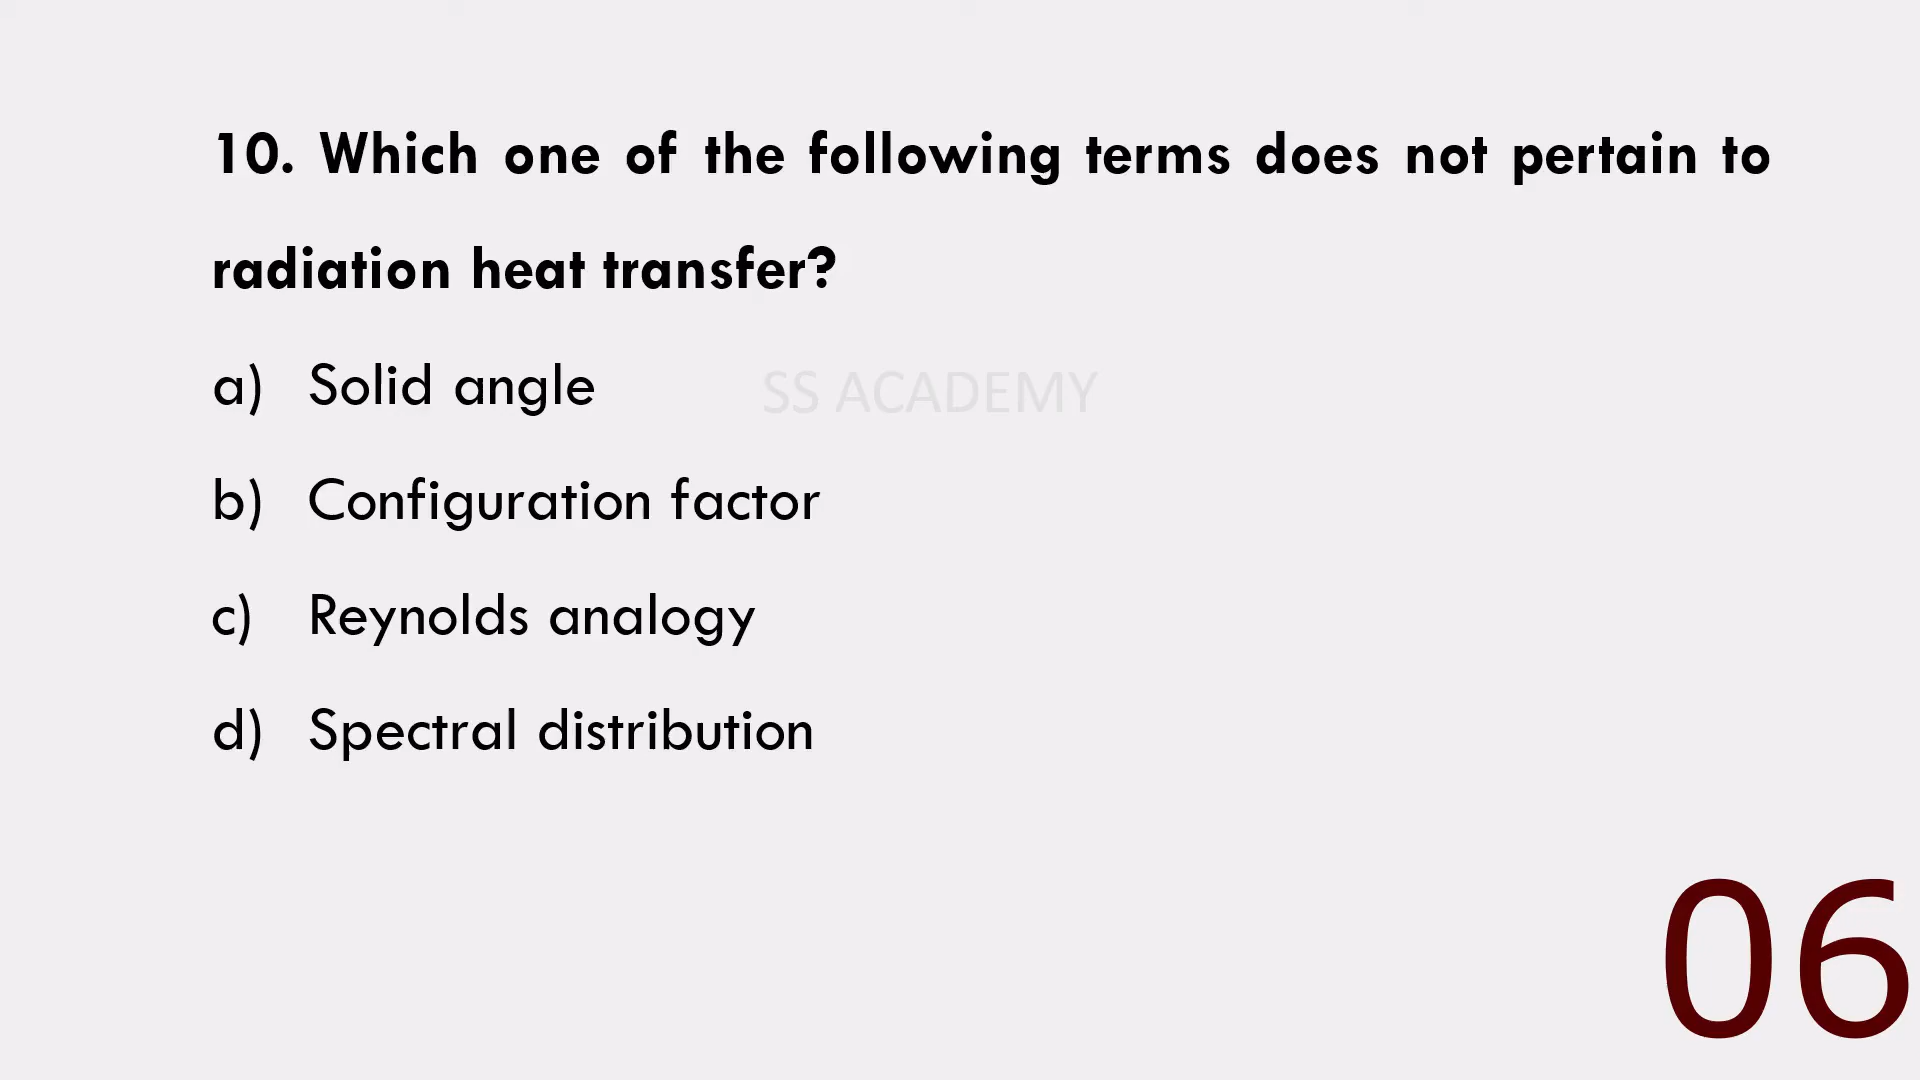 10. Which one of the following terms does not pertain to
radiation heat transfer?
a) Solid angle
SS ACADEMY
b) Configuration factor
c) Reynolds analogy
d) Spectral distribution
06